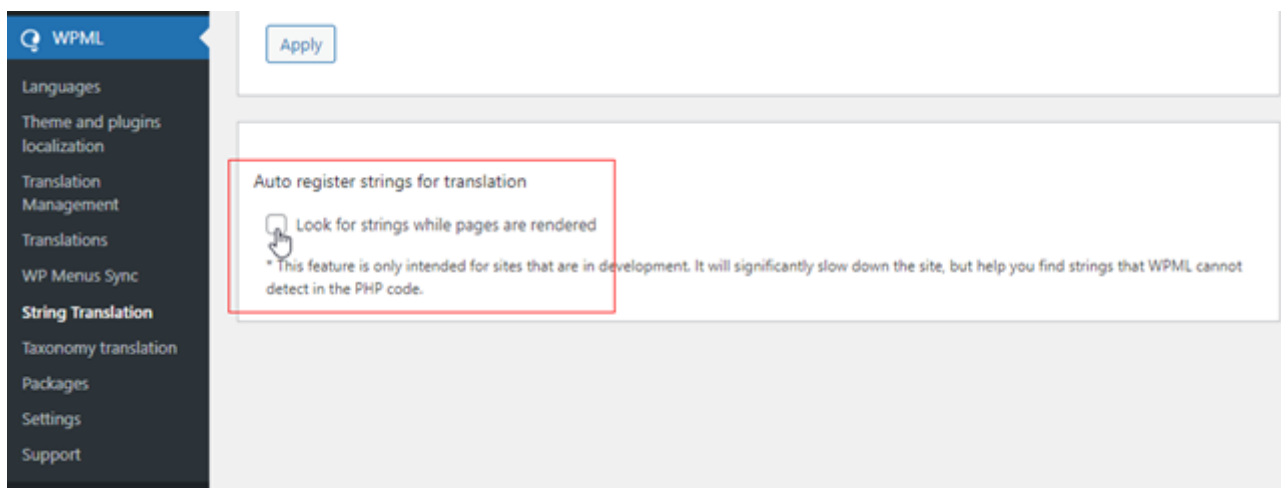 WPML
Languages
Theme and plugins
localization
Translation
Management
Translations
WP Menus Sync
String Translation
Taxonomy translation
Packages
Settings
Support
Apply
Auto register strings for translation
Look for strings while pages are rendered
* This feature is only intended for sites that are in development. It will significantly slow down the site, but help you find strings that WPML cannot
detect in the PHP code.